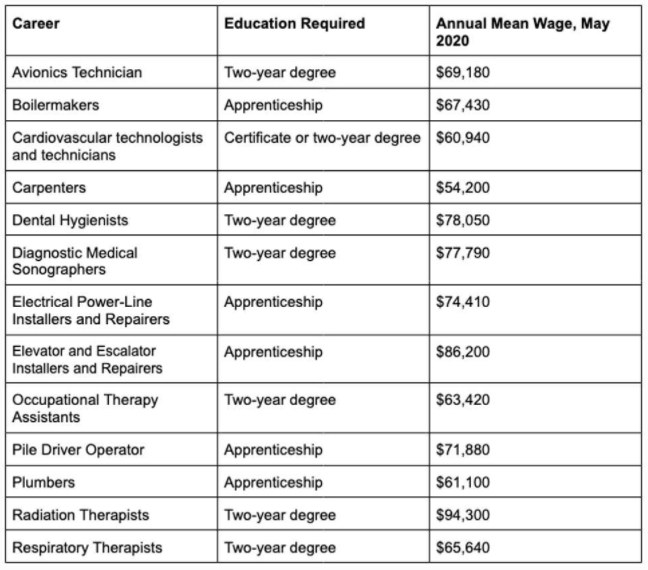 Career Education Required Annual Mean Wage, May
2020
Avionics Technician Two-year degree $69,180
Boilermakers Apprenticeship $67,430
Cardiovascular technologists Certificate or two-year degree $60,940
and technicians
Carpenters Apprenticeship $54,200
Dental Hygienists Two-year degree $78,050
Diagnostic Medical Two-year degree $77,790
Sonographers
Electrical Power-Line Apprenticeship $74,410
Installers and Repairers
Elevator and Escalator Apprenticeship $86,200
Installers and Repairers
Occupational Therapy Two-year degree $63,420
Assistants
Pile Driver Operator Apprenticeship $71,880
Plumbers Apprenticeship $61,100
Radiation Therapists Two-year degree $94,300
Respiratory Therapists Two-year degree $65,640